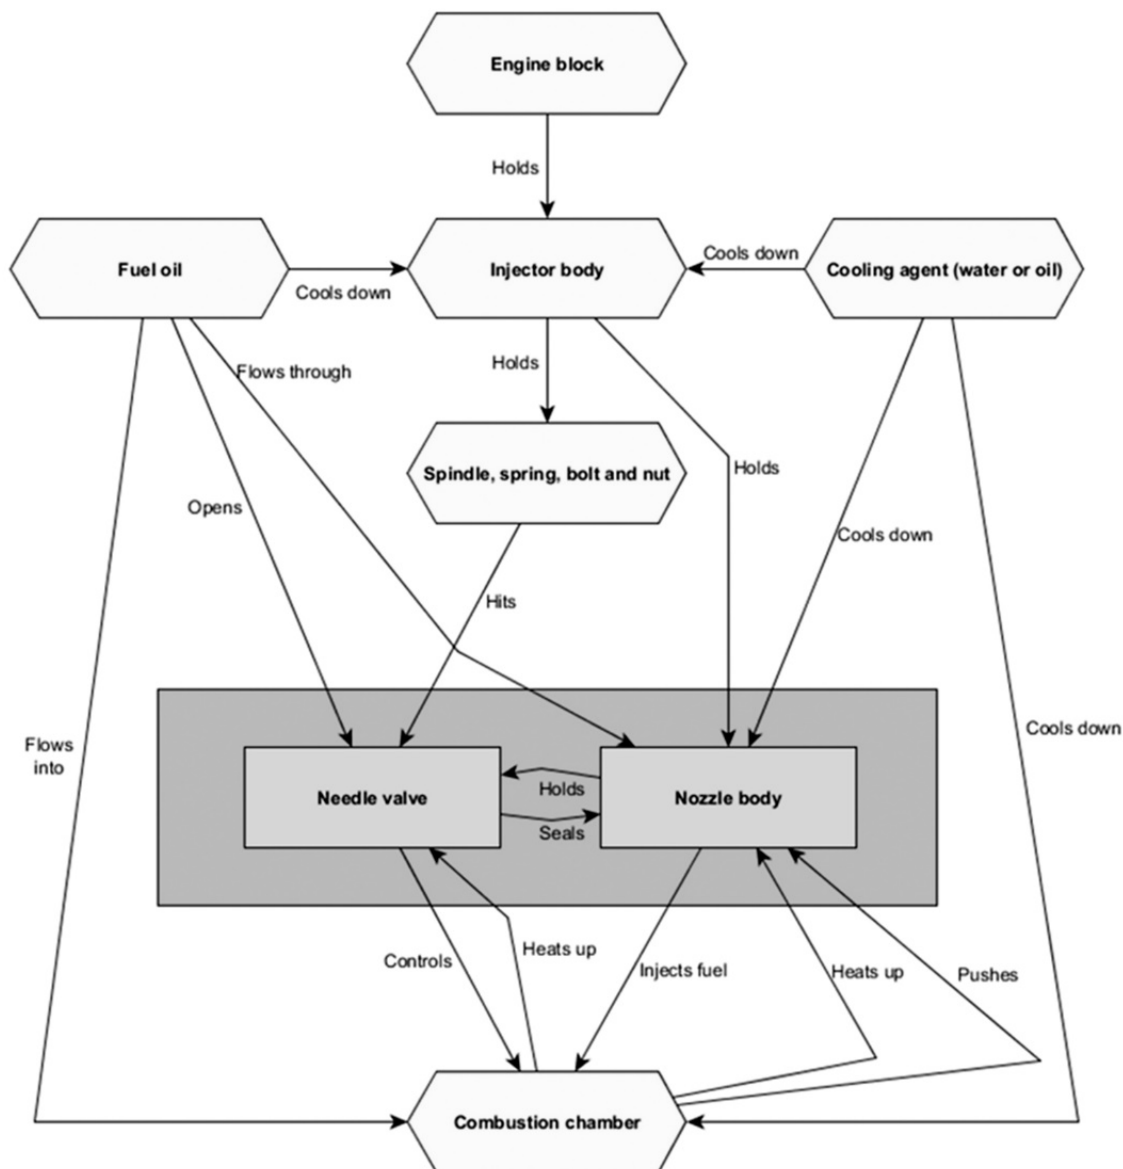 Engine block
Holds
Fuel oil
Cools down
Injector body
Cools down
Cooling agent (water or oil)
Flows through
Holds
Spindle, spring, bolt and nut
Holds
Opens
Cools down
Hits
Flows
into
Cools down
Needle valve
Holds
Seals
Nozzle body
Controls
Heats up
Injects fuel
Heats up
Pushes
Combustion chamber